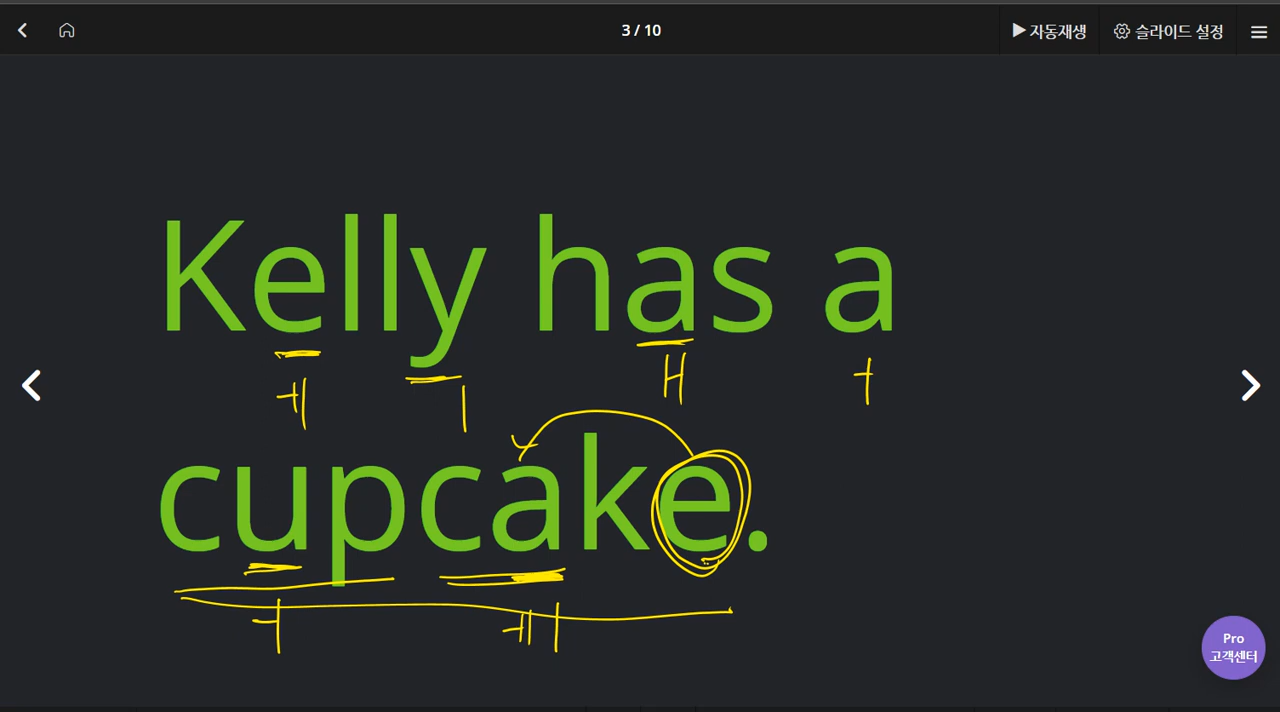 3 / 10
▶자동재생
슬라이드 설정
Kelly has a
ㅔ ㅣ ㅐ ㅓ
cupcake.
ㅓ ㅔㅣ
Pro
고객센터